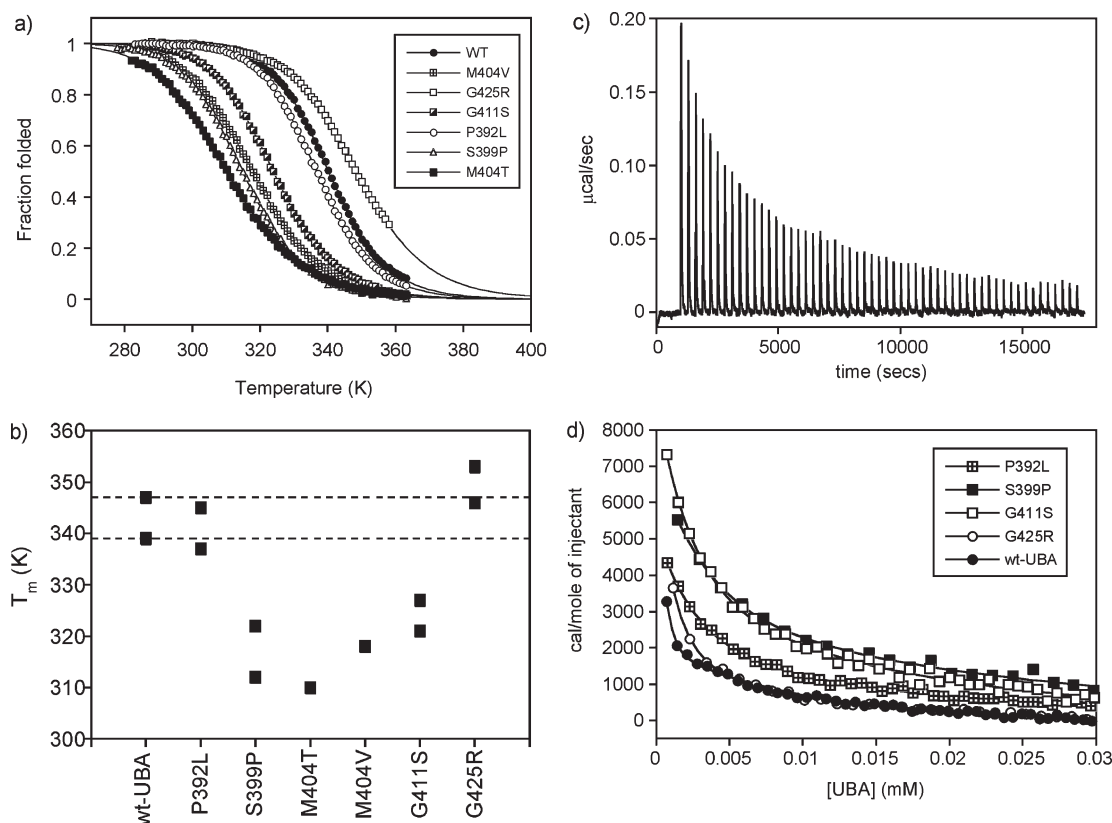 a)
Fraction folded
1
0.8
0.6
0.4
0.2
0
280 300 320 340 360 380 400
Temperature (K)
WT
M404V
G425R
G411S
P392L
S399P
M404T
c)
μcal/sec
0.20
0.15
0.10
0.05
0
0 5000 10000 15000
time (secs)
b)
Tm (K)
360
350
340
330
320
310
300
wt-UBA
P392L
S399P
M404T
M404V
G411S
G425R
d)
cal/mole of injectant
8000
7000
6000
5000
4000
3000
2000
1000
0
0 0.005 0.01 0.015 0.02 0.025 0.03
[UBA] (mM)
P392L
S399P
G411S
G425R
wt-UBA